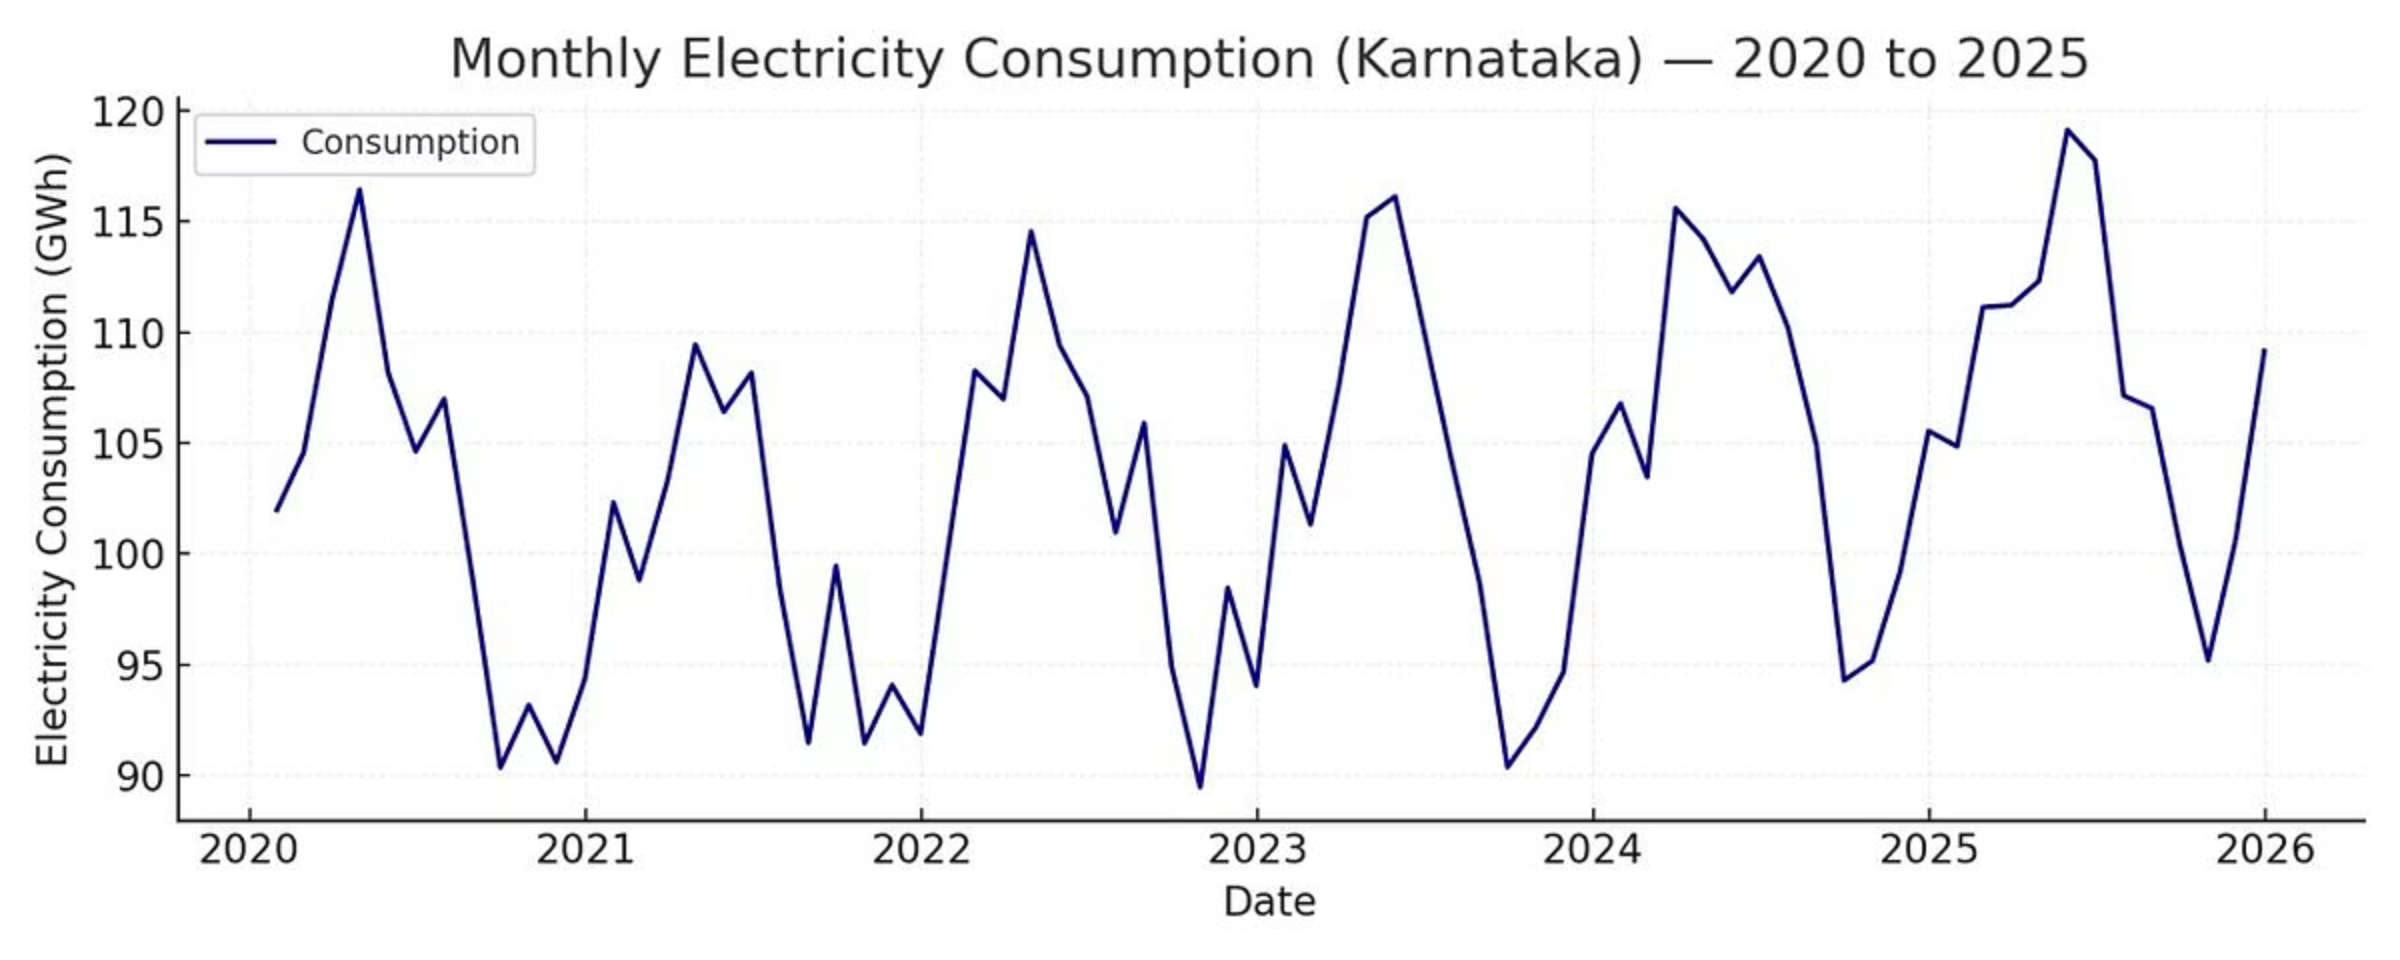 Monthly Electricity Consumption (Karnataka) — 2020 to 2025
Consumption
Electricity Consumption (GWh)
120
115
110
105
100
95
90
2020 2021 2022 2023 2024 2025 2026
Date